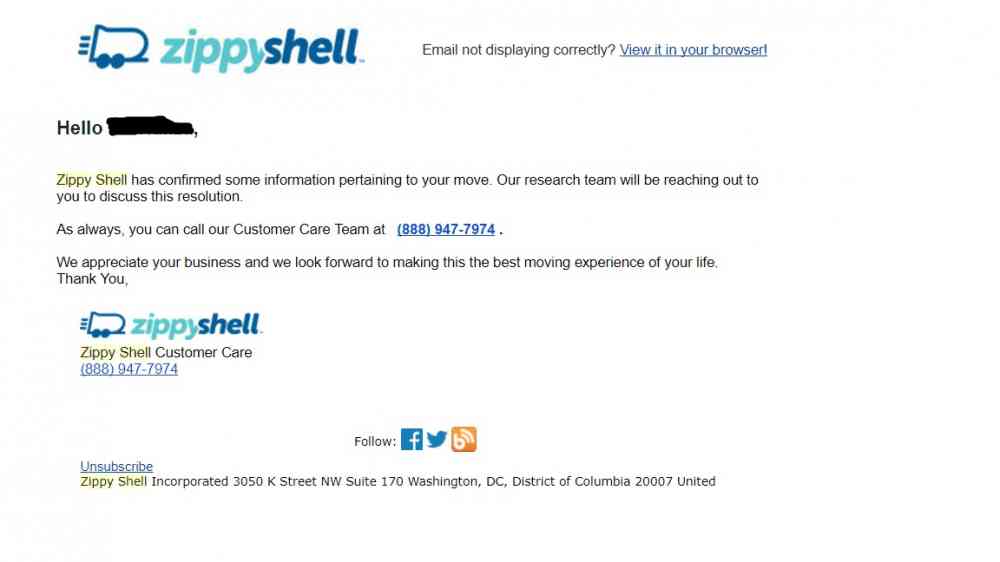 zippyshell
Email not displaying correctly? View it in your browser!
Hello ,
Zippy Shell has confirmed some information pertaining to your move. Our research team will be reaching out to
you to discuss this resolution.
As always, you can call our Customer Care Team at (888) 947-7974 .
We appreciate your business and we look forward to making this the best moving experience of your life.
Thank You,
zippyshell
Zippy Shell Customer Care
(888) 947-7974
Follow:
Unsubscribe
Zippy Shell Incorporated 3050 K Street NW Suite 170 Washington, DC, District of Columbia 20007 United